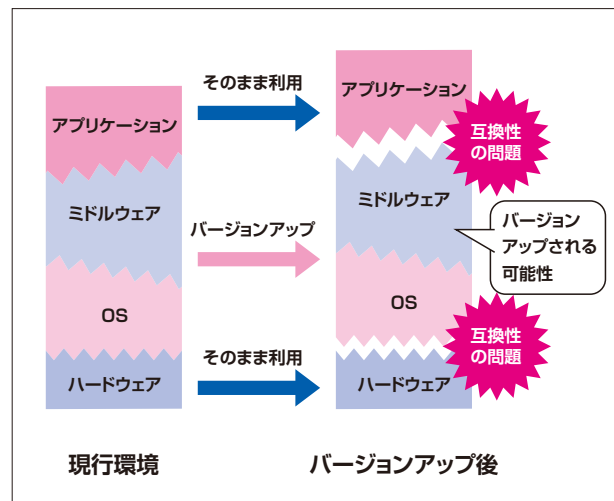 そのまま利用
アプリケーション
アプリケーション
互換性
の問題
ミドルウェア
ミドルウェア
バージョンアップ
バージョン
アップされる
可能性
OS
OS
互換性
の問題
そのまま利用
ハードウェア
ハードウェア
現行環境
バージョンアップ後